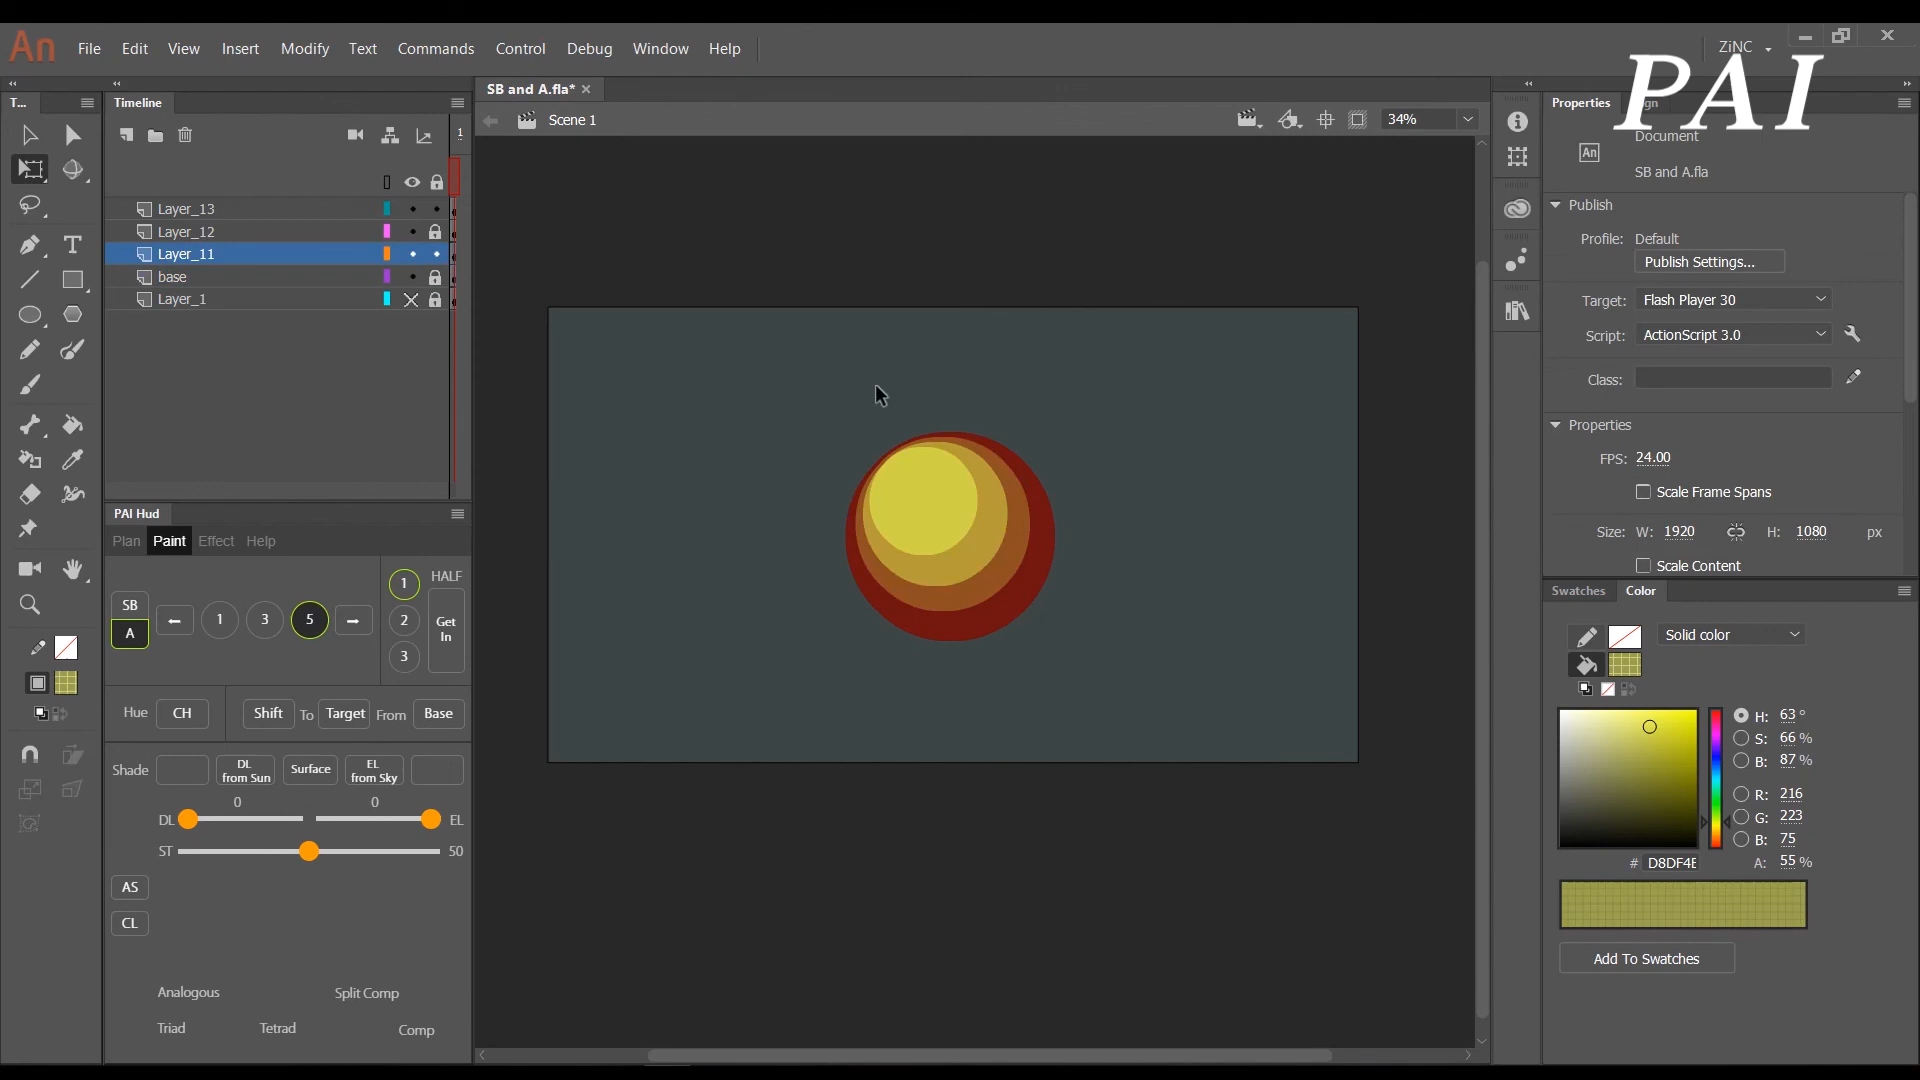 An File Edit View Insert Modify Text Commands Control Debug Window Help ZiNC
PAI
T... Timeline
SB and A.fla* ×
Properties
Scene 1
34%
1
Document
SB and A.fla
Layer_13
Layer_12
Layer_11
base
Layer_1
Publish
Profile: Default
Publish Settings...
Target: Flash Player 30
Script: ActionScript 3.0
Class:
Properties
FPS: 24.00
Scale Frame Spans
Size: W: 1920 H: 1080 px
Scale Content
PAI Hud
Plan Paint Effect Help
SB
A
1 3 5
1
2
3
HALF
Get
In
Hue CH Shift To Target From Base
Shade
DL
from Sun
Surface
EL
from Sky
0 0
DL EL
ST 50
AS
CL
Analogous Split Comp
Triad Tetrad Comp
Swatches Color
Solid color
H: 63 °
S: 66 %
B: 87 %
R: 216
G: 223
B: 75
# D8DF4B A: 55 %
Add To Swatches